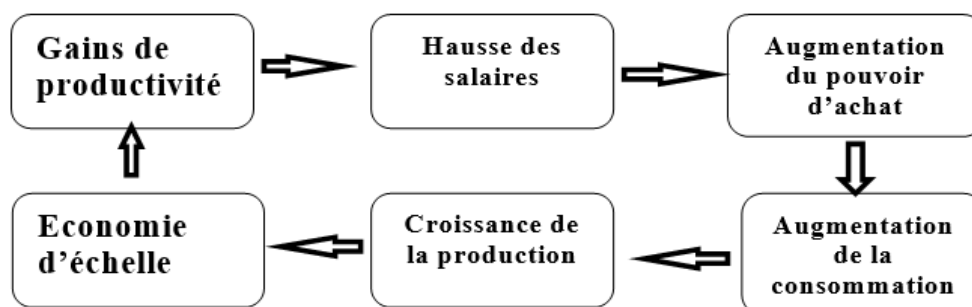 Gains de
productivité
Hausse des
salaires
Augmentation
du pouvoir
d’achat
Augmentation
de la
consommation
Croissance de
la production
Economie
d’échelle